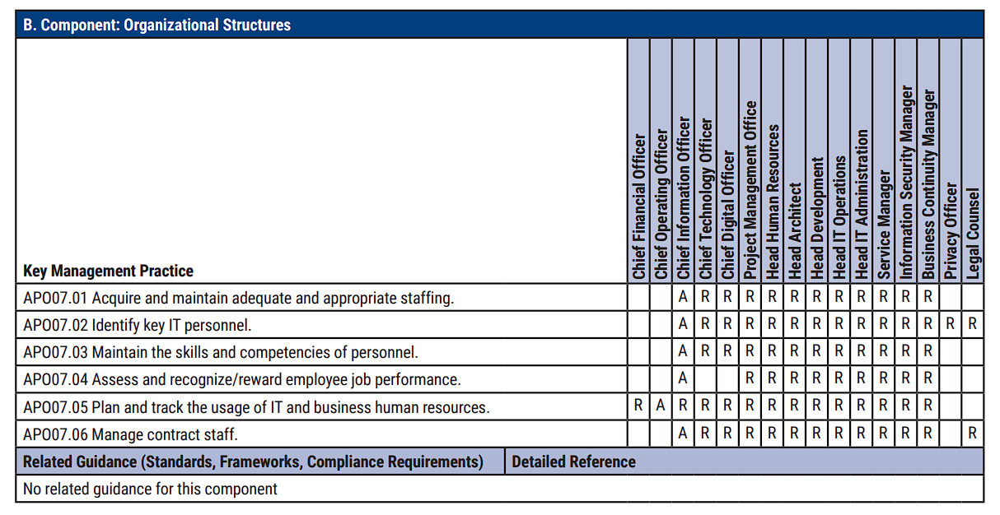 B. Component: Organizational Structures
Key Management Practice
Chief Financial Officer
Chief Operating Officer
Chief Information Officer
Chief Technology Officer
Chief Digital Officer
Project Management Office
Head Human Resources
Head Architect
Head Development
Head IT Operations
Head IT Administration
Service Manager
Information Security Manager
Business Continuity Manager
Privacy Officer
Legal Counsel
APO07.01 Acquire and maintain adequate and appropriate staffing. A R R R R R R R R R R R
APO07.02 Identify key IT personnel. A R R R R R R R R R R R R R
APO07.03 Maintain the skills and competencies of personnel. A R R R R R R R R R R R
APO07.04 Assess and recognize/reward employee job performance. A R R R R R R R R R
APO07.05 Plan and track the usage of IT and business human resources. R A R R R R R R R R R R R R
APO07.06 Manage contract staff. A R R R R R R R R R R R R
Related Guidance (Standards, Frameworks, Compliance Requirements) Detailed Reference
No related guidance for this component